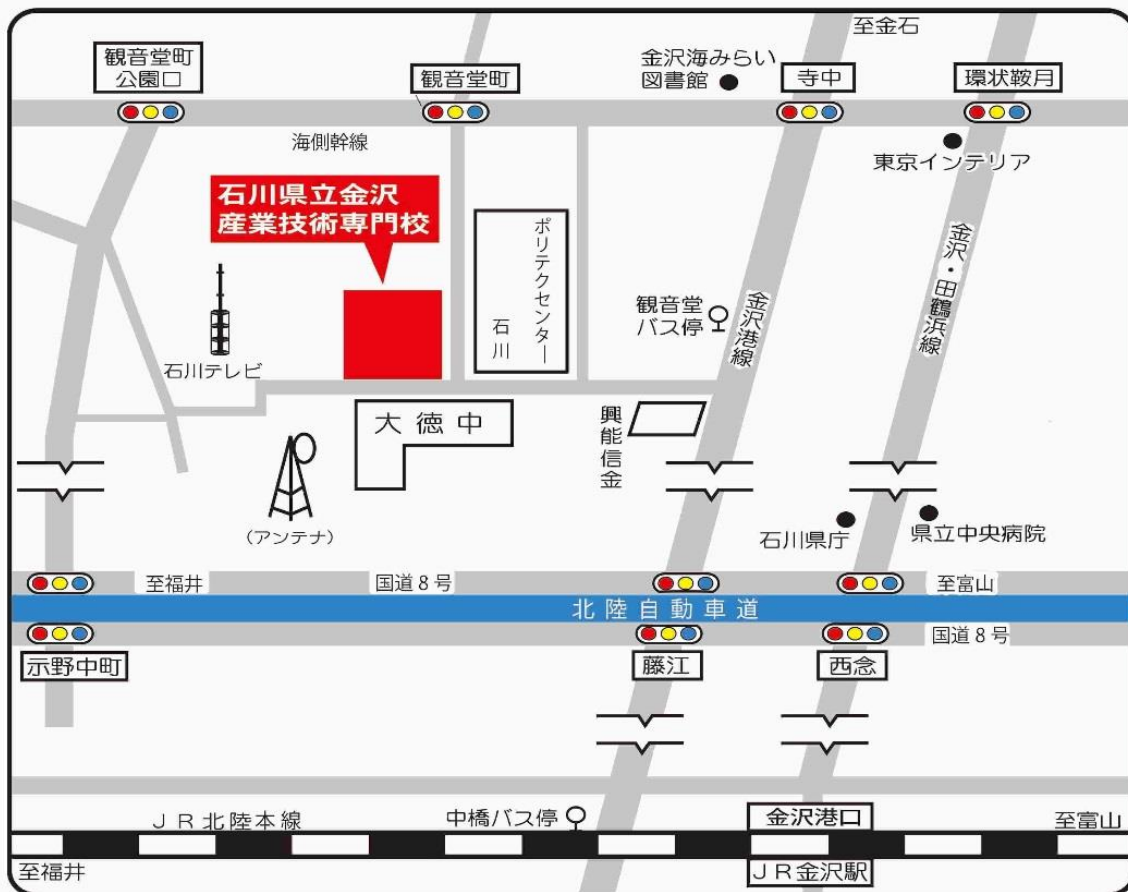 至金石
観音堂町
公園口
観音堂町
金沢海みらい
図書館
寺中
環状鞍月
海側幹線
東京インテリア
石川県立金沢
産業技術専門校
ポリテクセンター
石川
金沢・田鶴浜線
観音堂
バス停
金沢港線
石川テレビ
大徳中
興能信金
(アンテナ)
石川県庁
県立中央病院
至福井
国道8号
至富山
北陸自動車道
国道8号
示野中町
藤江
西念
JR北陸本線
中橋バス停
金沢港口
至富山
至福井
JR金沢駅